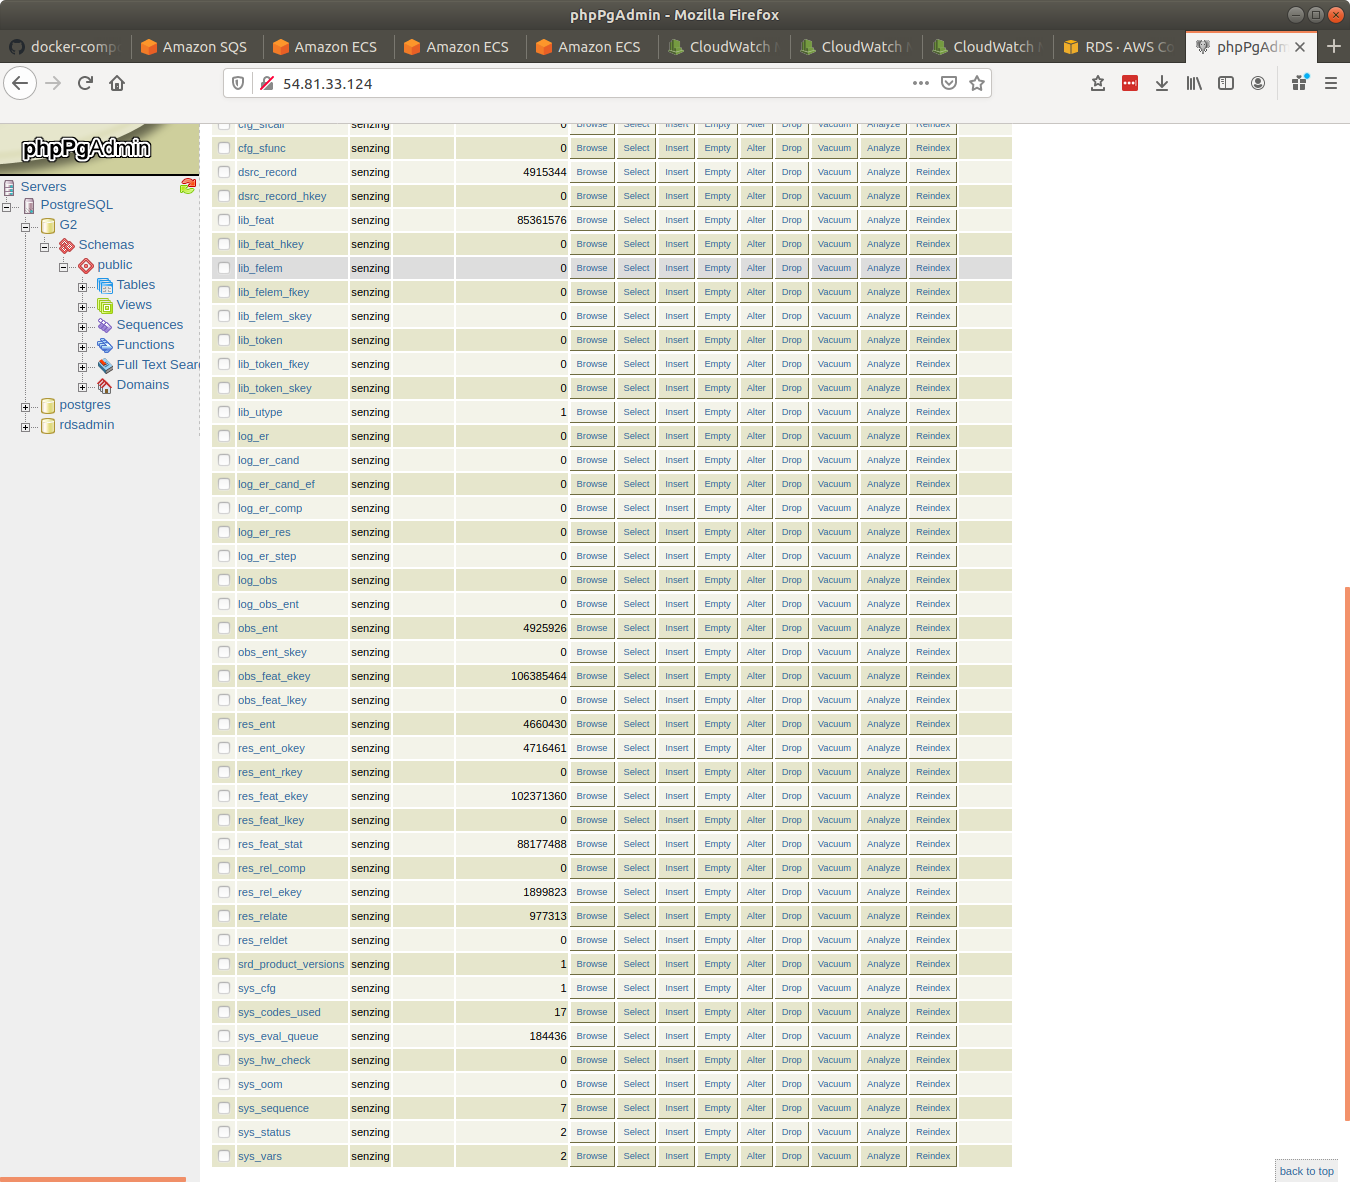 phpPgAdmin - Mozilla Firefox
docker-comp Amazon SQS Amazon ECS Amazon ECS Amazon ECS CloudWatch CloudWatch CloudWatch RDS · AWS Co phpPgAdm
54.81.33.124
phpPgAdmin
Servers
PostgreSQL
G2
Schemas
public
Tables
Views
Sequences
Functions
Full Text Sear
Domains
postgres
rdsadmin
cfg_sfcall senzing 0 Browse Select Insert Empty Alter Drop Vacuum Analyze Reindex
cfg_sfunc senzing 0 Browse Select Insert Empty Alter Drop Vacuum Analyze Reindex
dsrc_record senzing 4915344 Browse Select Insert Empty Alter Drop Vacuum Analyze Reindex
dsrc_record_hkey senzing 0 Browse Select Insert Empty Alter Drop Vacuum Analyze Reindex
lib_feat senzing 85361576 Browse Select Insert Empty Alter Drop Vacuum Analyze Reindex
lib_feat_hkey senzing 0 Browse Select Insert Empty Alter Drop Vacuum Analyze Reindex
lib_felem senzing 0 Browse Select Insert Empty Alter Drop Vacuum Analyze Reindex
lib_felem_fkey senzing 0 Browse Select Insert Empty Alter Drop Vacuum Analyze Reindex
lib_felem_skey senzing 0 Browse Select Insert Empty Alter Drop Vacuum Analyze Reindex
lib_token senzing 0 Browse Select Insert Empty Alter Drop Vacuum Analyze Reindex
lib_token_fkey senzing 0 Browse Select Insert Empty Alter Drop Vacuum Analyze Reindex
lib_token_skey senzing 0 Browse Select Insert Empty Alter Drop Vacuum Analyze Reindex
lib_utype senzing 1 Browse Select Insert Empty Alter Drop Vacuum Analyze Reindex
log_er senzing 0 Browse Select Insert Empty Alter Drop Vacuum Analyze Reindex
log_er_cand senzing 0 Browse Select Insert Empty Alter Drop Vacuum Analyze Reindex
log_er_cand_ef senzing 0 Browse Select Insert Empty Alter Drop Vacuum Analyze Reindex
log_er_comp senzing 0 Browse Select Insert Empty Alter Drop Vacuum Analyze Reindex
log_er_res senzing 0 Browse Select Insert Empty Alter Drop Vacuum Analyze Reindex
log_er_step senzing 0 Browse Select Insert Empty Alter Drop Vacuum Analyze Reindex
log_obs senzing 0 Browse Select Insert Empty Alter Drop Vacuum Analyze Reindex
log_obs_ent senzing 0 Browse Select Insert Empty Alter Drop Vacuum Analyze Reindex
obs_ent senzing 4925926 Browse Select Insert Empty Alter Drop Vacuum Analyze Reindex
obs_ent_skey senzing 0 Browse Select Insert Empty Alter Drop Vacuum Analyze Reindex
obs_feat_ekey senzing 106385464 Browse Select Insert Empty Alter Drop Vacuum Analyze Reindex
obs_feat_lkey senzing 0 Browse Select Insert Empty Alter Drop Vacuum Analyze Reindex
res_ent senzing 4660430 Browse Select Insert Empty Alter Drop Vacuum Analyze Reindex
res_ent_okey senzing 4716461 Browse Select Insert Empty Alter Drop Vacuum Analyze Reindex
res_ent_rkey senzing 0 Browse Select Insert Empty Alter Drop Vacuum Analyze Reindex
res_feat_ekey senzing 102371360 Browse Select Insert Empty Alter Drop Vacuum Analyze Reindex
res_feat_lkey senzing 0 Browse Select Insert Empty Alter Drop Vacuum Analyze Reindex
res_feat_stat senzing 88177488 Browse Select Insert Empty Alter Drop Vacuum Analyze Reindex
res_rel_comp senzing 0 Browse Select Insert Empty Alter Drop Vacuum Analyze Reindex
res_rel_ekey senzing 1899823 Browse Select Insert Empty Alter Drop Vacuum Analyze Reindex
res_relate senzing 977313 Browse Select Insert Empty Alter Drop Vacuum Analyze Reindex
res_reldet senzing 0 Browse Select Insert Empty Alter Drop Vacuum Analyze Reindex
srd_product_versions senzing 1 Browse Select Insert Empty Alter Drop Vacuum Analyze Reindex
sys_cfg senzing 1 Browse Select Insert Empty Alter Drop Vacuum Analyze Reindex
sys_codes_used senzing 17 Browse Select Insert Empty Alter Drop Vacuum Analyze Reindex
sys_eval_queue senzing 184436 Browse Select Insert Empty Alter Drop Vacuum Analyze Reindex
sys_hw_check senzing 0 Browse Select Insert Empty Alter Drop Vacuum Analyze Reindex
sys_oom senzing 0 Browse Select Insert Empty Alter Drop Vacuum Analyze Reindex
sys_sequence senzing 7 Browse Select Insert Empty Alter Drop Vacuum Analyze Reindex
sys_status senzing 2 Browse Select Insert Empty Alter Drop Vacuum Analyze Reindex
sys_vars senzing 2 Browse Select Insert Empty Alter Drop Vacuum Analyze Reindex
back to top